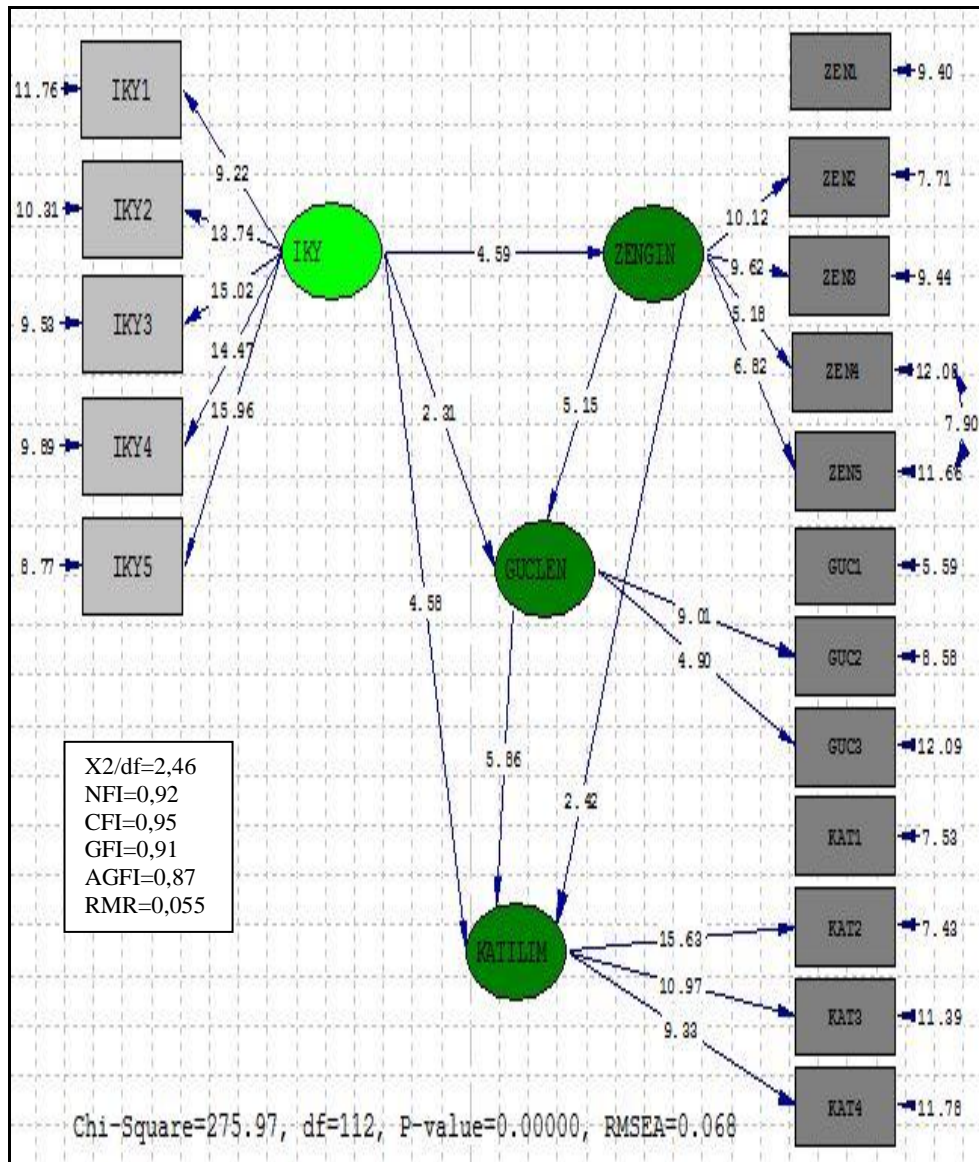 11.76
IKY1
9.22
10.31
IKY2
13.74
9.53
IKY3
15.02
14.47
9.89
IKY4
15.96
8.77
IKY5
IKY
4.59
ZENGIN
ZEN1
9.40
10.12
ZEN2
7.71
9.62
ZEN3
9.44
5.18
ZEN4
12.08
6.82
7.90
ZEN5
11.66
2.31
5.15
GUCLEN
GUC1
5.59
9.01
GUC2
8.58
4.90
GUC3
12.09
4.58
5.86
2.42
KATILIM
KAT1
7.53
15.63
KAT2
7.43
10.97
KAT3
11.39
9.33
KAT4
11.78
X2/df=2,46
NFI=0,92
CFI=0,95
GFI=0,91
AGFI=0,87
RMR=0,055
Chi-Square=275.97, df=112, P-value=0.00000, RMSEA=0.068